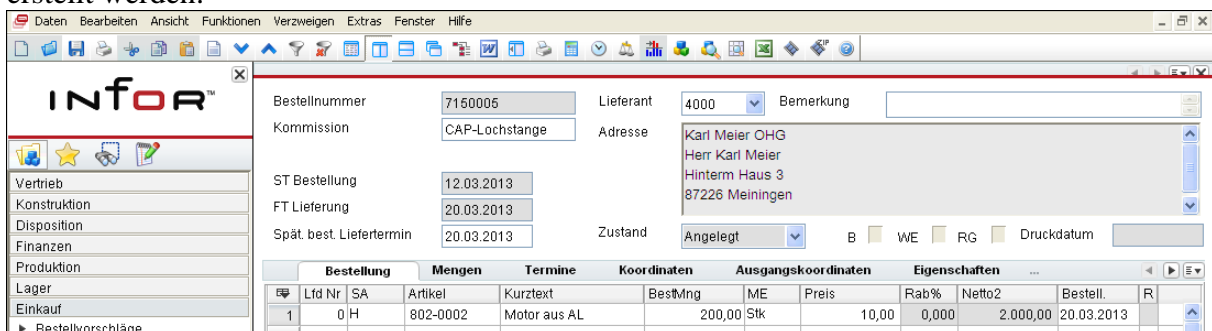 erstellt werden.
Daten Bearbeiten Ansicht Funktionen Verzweigen Extras Fenster Hilfe
infor™
Bestellnummer 7150005 Lieferant 4000 Bemerkung
Kommission CAP-Lochstange Adresse Karl Meier OHG
Herr Karl Meier
Hinterm Haus 3
87226 Meiningen
ST Bestellung 12.03.2013
FT Lieferung 20.03.2013
Spät. best. Liefertermin 20.03.2013 Zustand Angelegt B WE RG Druckdatum
Vertrieb
Konstruktion
Disposition
Finanzen
Produktion
Lager
Einkauf
Bestellvorschläge
Bestellung Mengen Termine Koordinaten Ausgangskoordinaten Eigenschaften ...
Lfd Nr SA Artikel Kurztext BestMng ME Preis Rab% Netto2 Bestell. R
1 0 H 802-0002 Motor aus AL 200,00 Stk 10,00 0,000 2.000,00 20.03.2013